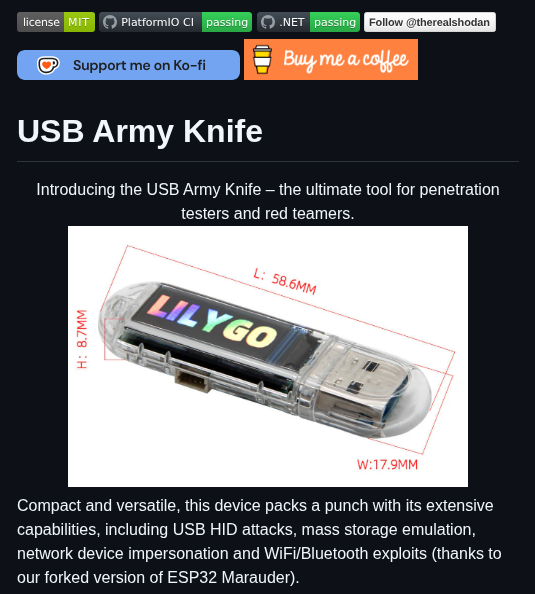 license MIT PlatformIO CI passing .NET passing Follow @therealshodan
Support me on Ko-fi Buy me a coffee
USB Army Knife
Introducing the USB Army Knife – the ultimate tool for penetration
testers and red teamers.
L: 58.6MM
LILYGO
H: 8.7MM
W:17.9MM
Compact and versatile, this device packs a punch with its extensive
capabilities, including USB HID attacks, mass storage emulation,
network device impersonation and WiFi/Bluetooth exploits (thanks to
our forked version of ESP32 Marauder).